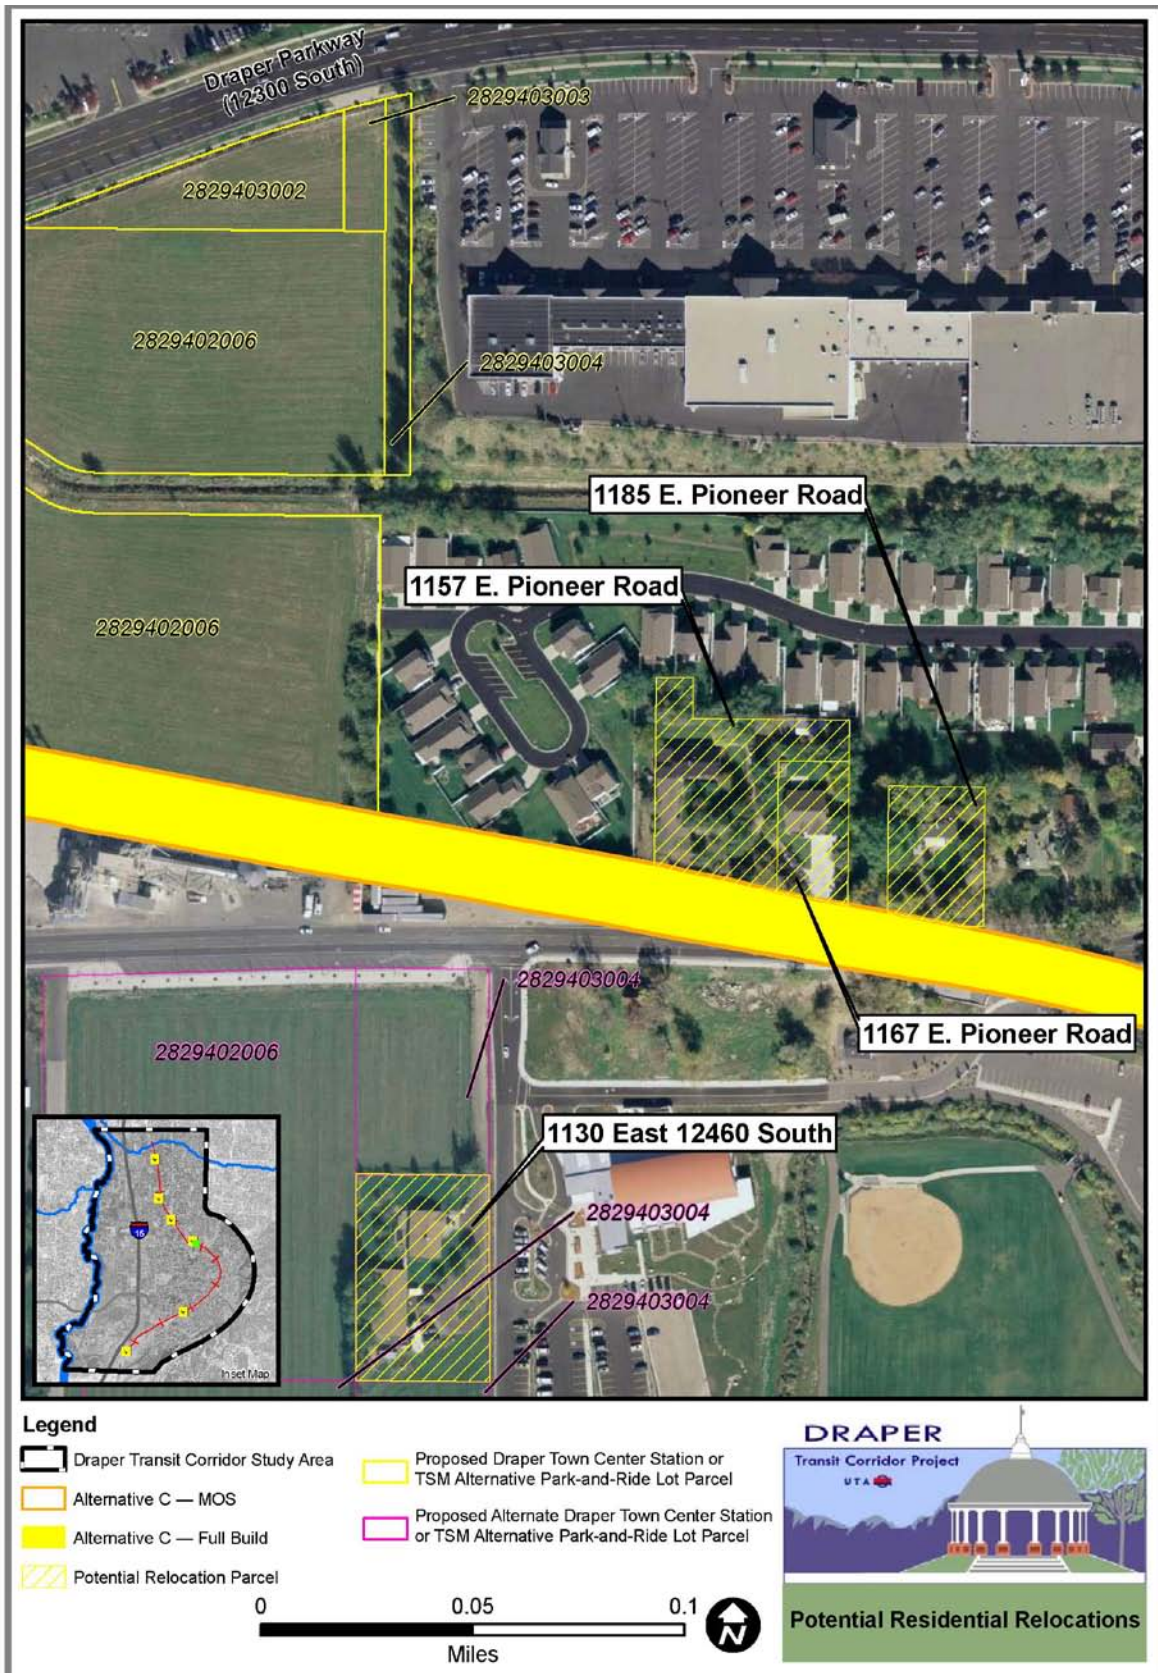 Draper Parkway
(12300 South)
2829403003
2829403002
2829402006
2829403004
1185 E. Pioneer Road
1157 E. Pioneer Road
2829402006
2829403004
1167 E. Pioneer Road
2829402006
1130 East 12460 South
2829403004
2829403004
15
Inset Map
Legend
Draper Transit Corridor Study Area
Alternative C — MOS
Alternative C — Full Build
Potential Relocation Parcel
Proposed Draper Town Center Station or
TSM Alternative Park-and-Ride Lot Parcel
Proposed Alternate Draper Town Center Station
or TSM Alternative Park-and-Ride Lot Parcel
0 0.05 0.1
Miles
N
DRAPER
Transit Corridor Project
UTA
Potential Residential Relocations